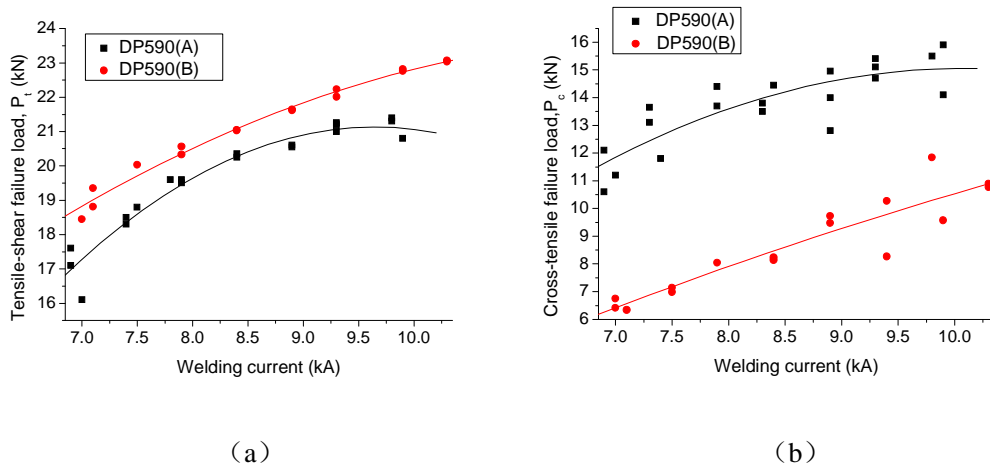 DP590(A)
DP590(B)
Tensile-shear failure load, P_t (kN)
24
23
22
21
20
19
18
17
16
7.0 7.5 8.0 8.5 9.0 9.5 10.0
Welding current (kA)
(a)
DP590(A)
DP590(B)
Cross-tensile failure load,P_c (kN)
16
15
14
13
12
11
10
9
8
7
6
7.0 7.5 8.0 8.5 9.0 9.5 10.0
Welding current (kA)
(b)